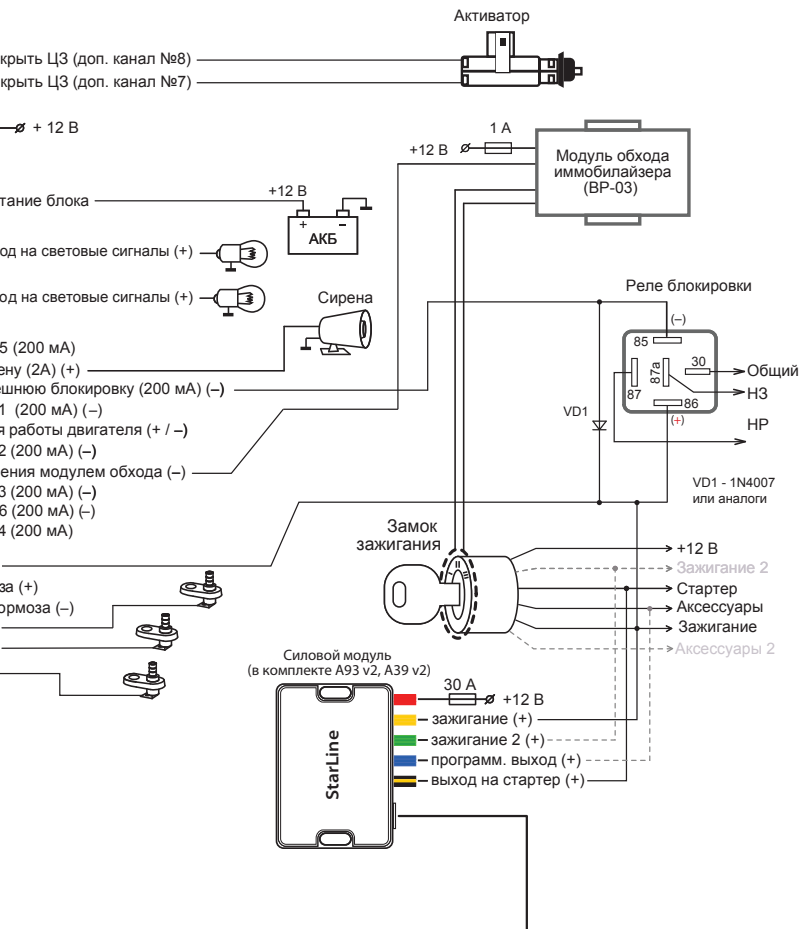 Активатор
крыть ЦЗ (доп. канал №8)
крыть ЦЗ (доп. канал №7)
+ 12 В
1 А
+12 В
Модуль обхода
иммобилайзера
(BP-03)
тание блока
+12 В
+ –
АКБ
од на световые сигналы (+)
од на световые сигналы (+)
Сирена
Реле блокировки
(–)
85
30
87а
87
86
(+)
Общий
НЗ
НР
5 (200 мА)
ену (2А) (+)
ешнюю блокировку (200 мА) (–)
1 (200 мА) (–)
я работы двигателя (+ / –)
2 (200 мА) (–)
ения модулем обхода (–)
3 (200 мА) (–)
6 (200 мА) (–)
4 (200 мА)
VD1
VD1 - 1N4007
или аналоги
Замок
зажигания
+12 В
Зажигание 2
Стартер
Аксессуары
Зажигание
Аксессуары 2
за (+)
ормоза (–)
Силовой модуль
(в комплекте A93 v2, A39 v2)
StarLine
30 А
+12 В
зажигание (+)
зажигание 2 (+)
программ. выход (+)
выход на стартер (+)